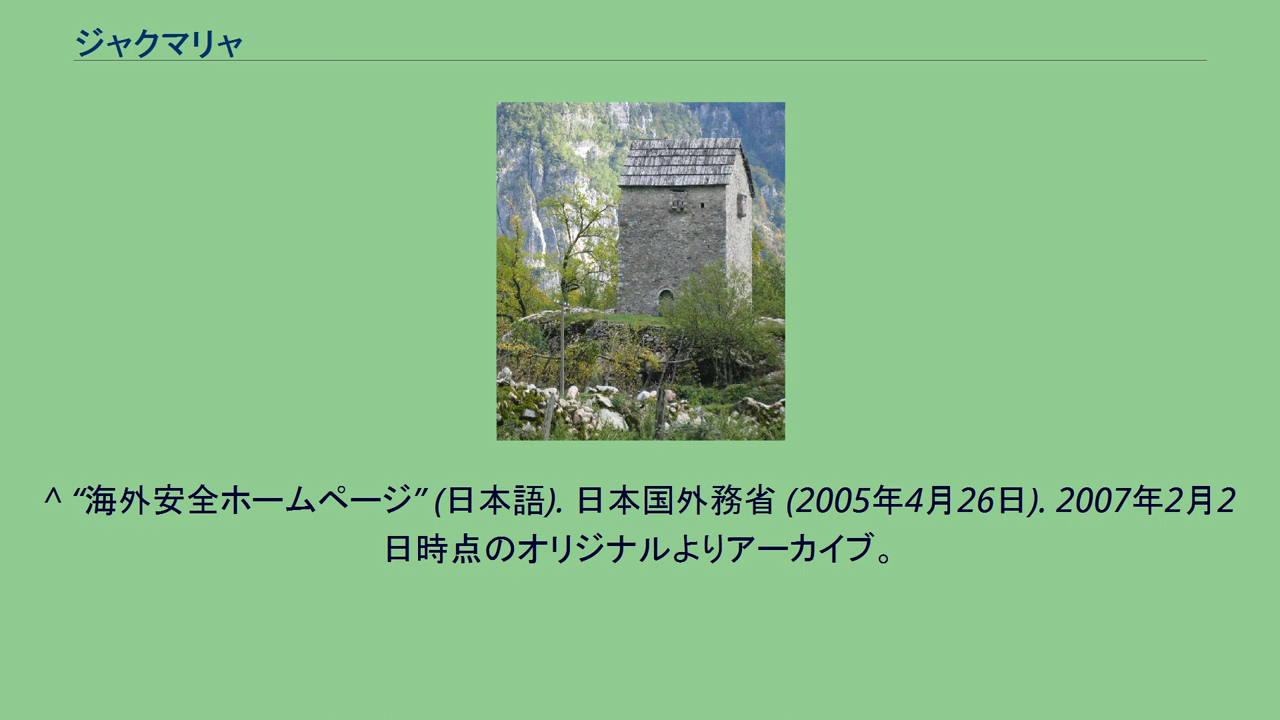 ジャクマリャ
^ “海外安全ホームページ” (日本語). 日本国外務省 (2005年4月26日). 2007年2月2
日時点のオリジナルよりアーカイブ。